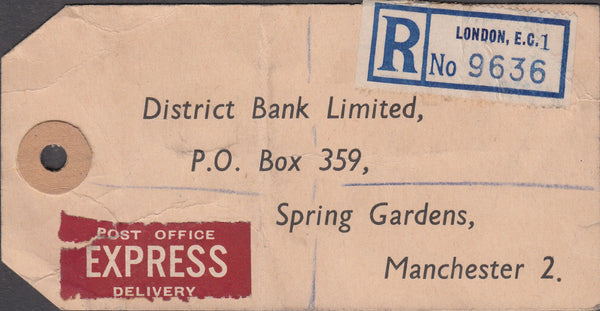 R
LONDON, E.C.1
No 9636
District Bank Limited,
P.O. Box 359,
Spring Gardens,
Manchester 2.
POST OFFICE
EXPRESS
DELIVERY